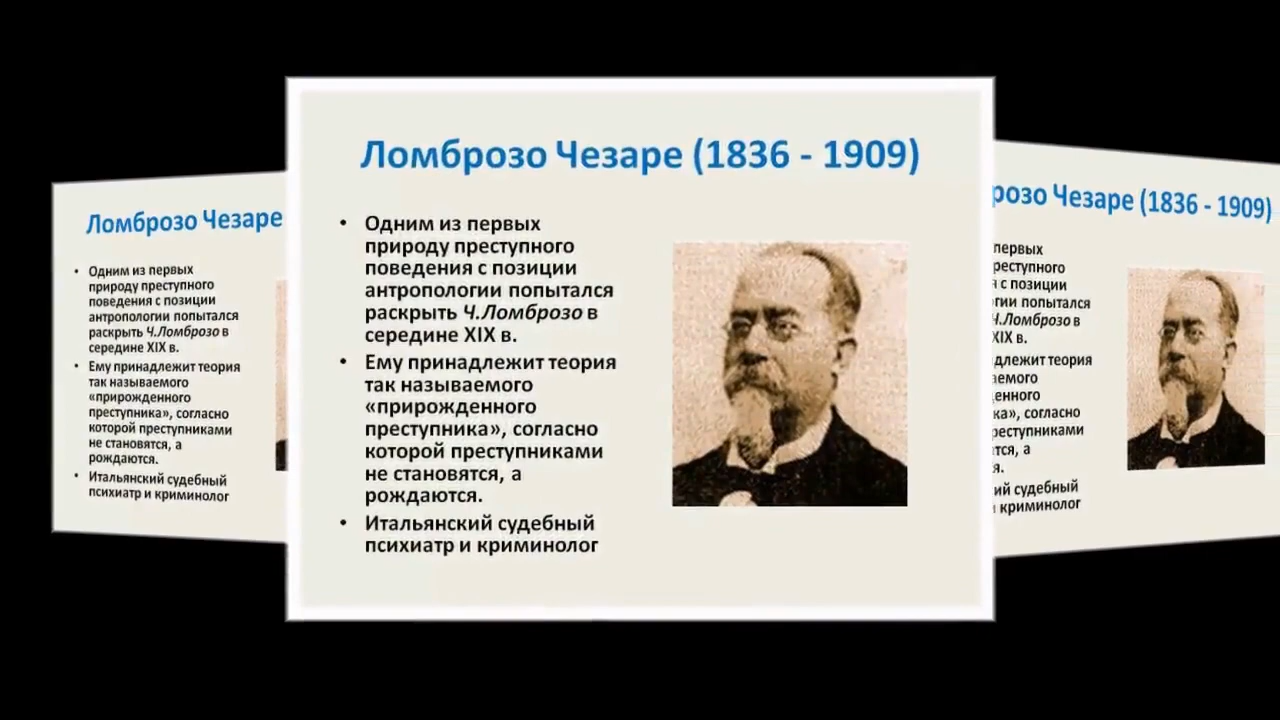 Ломброзо Чезаре (1836 - 1909)
• Одним из первых
природу преступного
поведения с позиции
антропологии попытался
раскрыть Ч.Ломброзо в
середине XIX в.
• Ему принадлежит теория
так называемого
«прирожденного
преступника», согласно
которой преступниками
не становятся, а
рождаются.
• Итальянский судебный
психиатр и криминолог
Ломброзо Чезаре
• Одним из первых
природу преступного
поведения с позиции
антропологии попытался
раскрыть Ч.Ломброзо в
середине XIX в.
• Ему принадлежит теория
так называемого
«прирожденного
преступника», согласно
которой преступниками
не становятся, а
рождаются.
• Итальянский судебный
психиатр и криминолог
розо Чезаре (1836 - 1909)
первых
реступного
с позиции
гии попытался
Ч.Ломброзо в
XIX в.
длежит теория
аемого
енного
ка», согласно
реступниками
тся, а
я.
ий судебный
криминолог